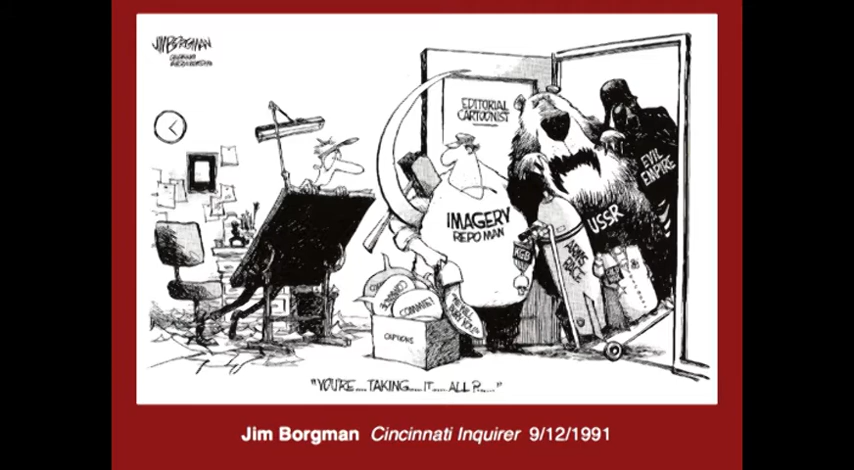 JIM BORGMAN
EDITORIAL
CARTOONIST
IMAGERY
REPO MAN
EVIL
EMPIRE
USSR
KGB
ARMS
RACE
COMMIE!
CAPTIONS
"YOU'RE.... TAKING.... IT..... ALL?....."
Jim Borgman Cincinnati Inquirer 9/12/1991